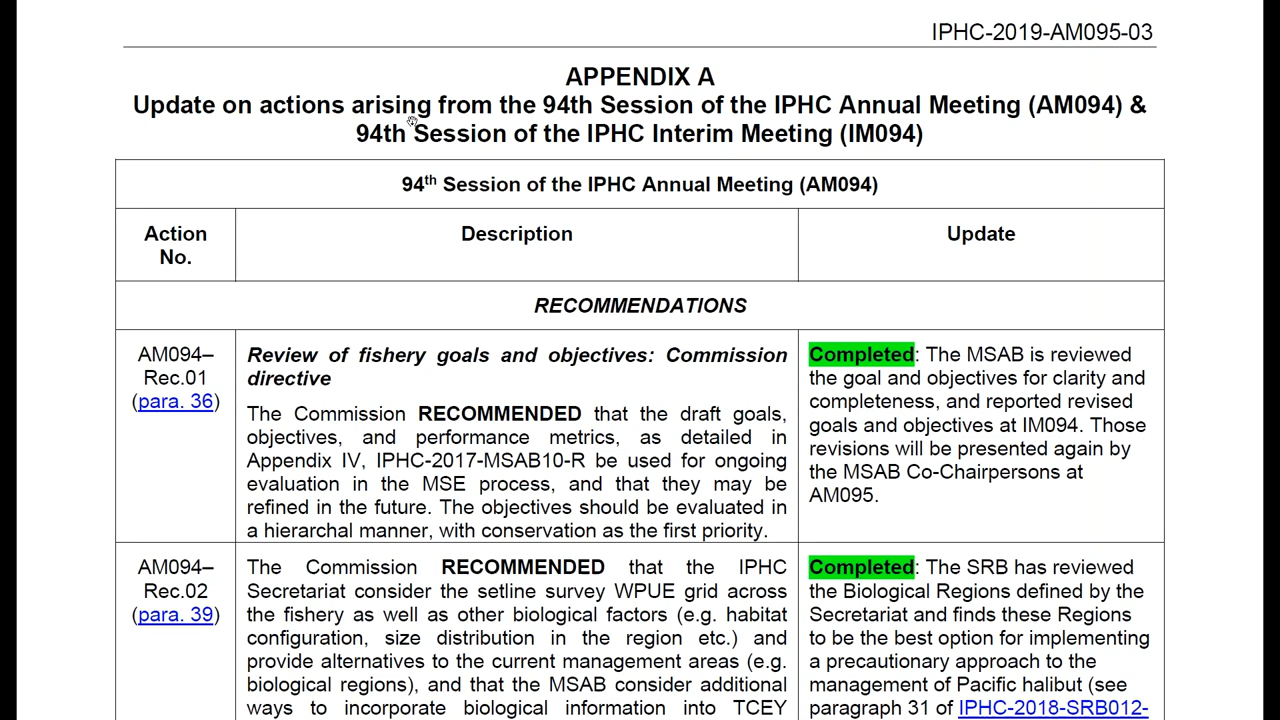 IPHC-2019-AM095-03
APPENDIX A
Update on actions arising from the 94th Session of the IPHC Annual Meeting (AM094) &
94th Session of the IPHC Interim Meeting (IM094)
94th Session of the IPHC Annual Meeting (AM094)
Action
No.
Description
Update
RECOMMENDATIONS
AM094–
Rec.01
(para. 36)
Review of fishery goals and objectives: Commission
directive
The Commission RECOMMENDED that the draft goals,
objectives, and performance metrics, as detailed in
Appendix IV, IPHC-2017-MSAB10-R be used for ongoing
evaluation in the MSE process, and that they may be
refined in the future. The objectives should be evaluated in
a hierarchal manner, with conservation as the first priority.
Completed: The MSAB is reviewed
the goal and objectives for clarity and
completeness, and reported revised
goals and objectives at IM094. Those
revisions will be presented again by
the MSAB Co-Chairpersons at
AM095.
AM094–
Rec.02
(para. 39)
The Commission RECOMMENDED that the IPHC
Secretariat consider the setline survey WPUE grid across
the fishery as well as other biological factors (e.g. habitat
configuration, size distribution in the region etc.) and
provide alternatives to the current management areas (e.g.
biological regions), and that the MSAB consider additional
ways to incorporate biological information into TCEY
Completed: The SRB has reviewed
the Biological Regions defined by the
Secretariat and finds these Regions
to be the best option for implementing
a precautionary approach to the
management of Pacific halibut (see
paragraph 31 of IPHC-2018-SRB012-